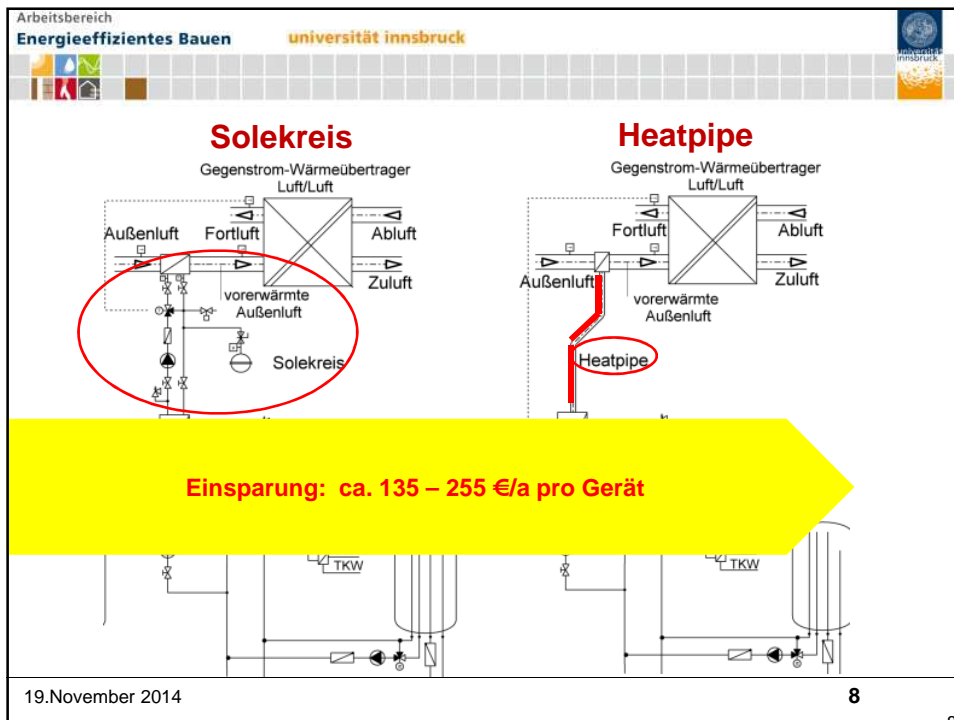 Arbeitsbereich
Energieeffizientes Bauen universität innsbruck
universität
innsbruck
Solekreis
Gegenstrom-Wärmeübertrager
Luft/Luft
Außenluft Fortluft Abluft
Zuluft
vorerwärmte
Außenluft
Solekreis
Heatpipe
Gegenstrom-Wärmeübertrager
Luft/Luft
Fortluft Abluft
Außenluft Zuluft
vorerwärmte
Außenluft
Heatpipe
Einsparung: ca. 135 – 255 €/a pro Gerät
TKW
TKW
19.November 2014 8